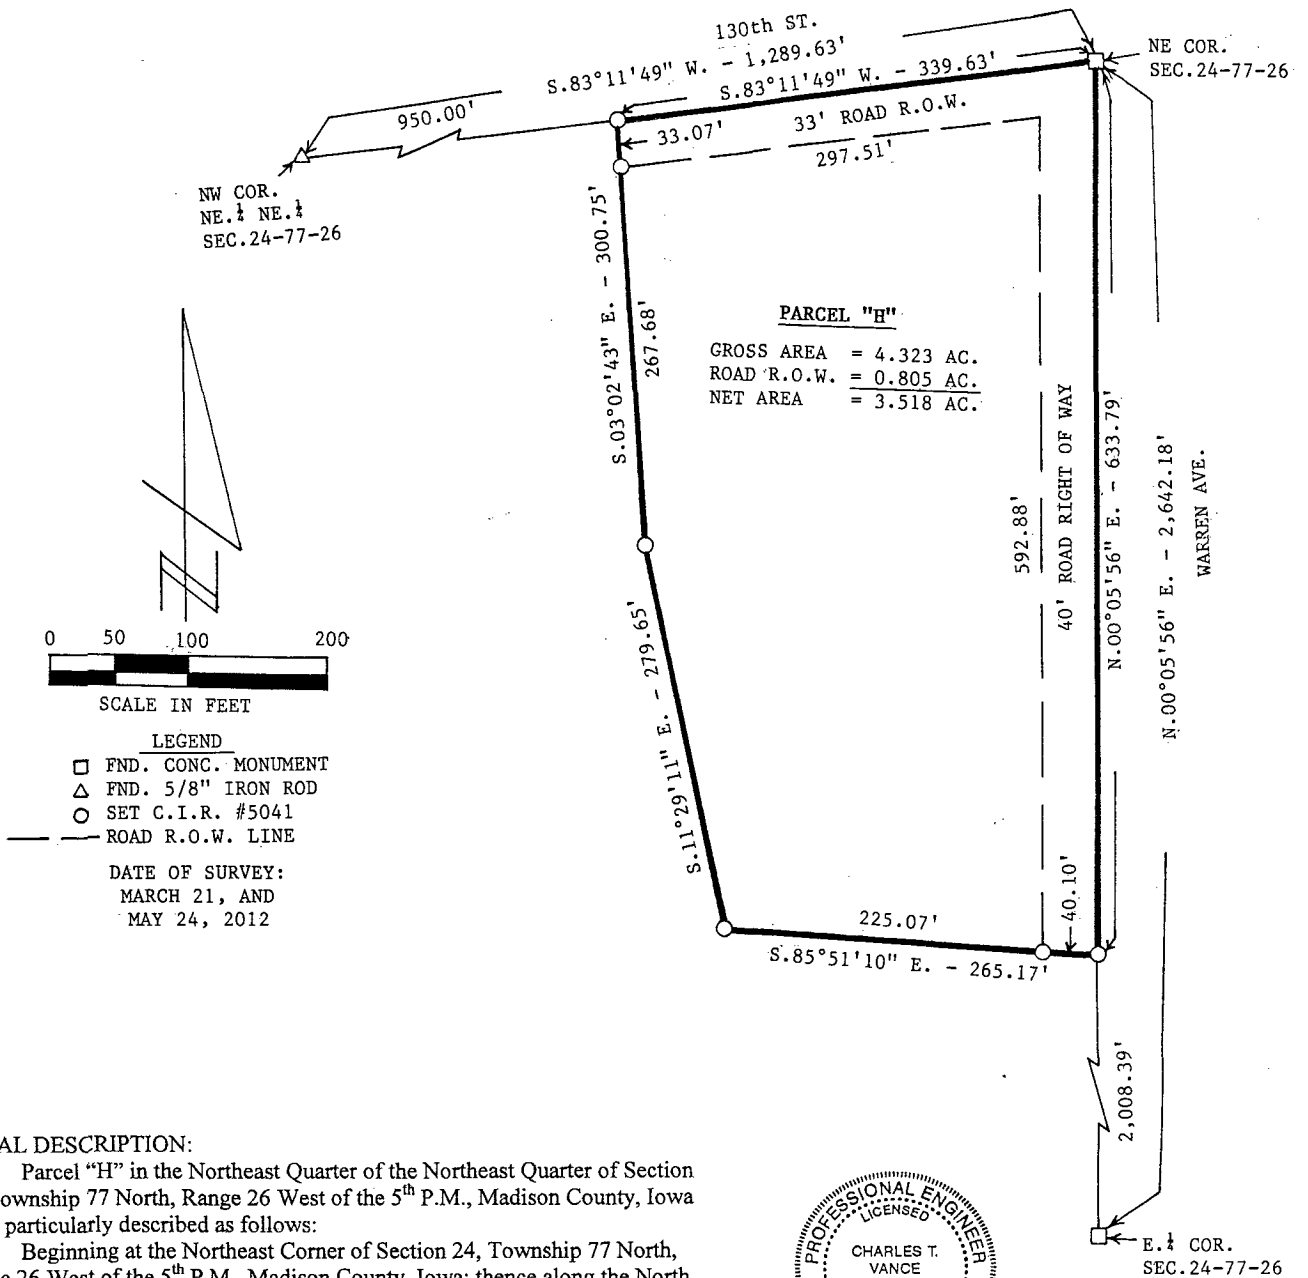 130th ST.
S.83°11'49" W. - 1,289.63'
S.83°11'49" W. - 339.63'
950.00'
33.07'
33' ROAD R.O.W.
297.51'
NE COR.
SEC.24-77-26
NW COR.
NE.¼ NE.¼
SEC.24-77-26
S.03°02'43" E. - 300.75'
267.68'
PARCEL "H"
GROSS AREA = 4.323 AC.
ROAD R.O.W. = 0.805 AC.
NET AREA = 3.518 AC.
592.88'
40' ROAD RIGHT OF WAY
N.00°05'56" E. - 633.79'
N.00°05'56" E. - 2,642.18'
WARREN AVE.
0 50 100 200
SCALE IN FEET
LEGEND
FND. CONC. MONUMENT
FND. 5/8" IRON ROD
SET C.I.R. #5041
ROAD R.O.W. LINE
DATE OF SURVEY:
MARCH 21, AND
MAY 24, 2012
S.11°29'11" E. - 279.65'
225.07'
S.85°51'10" E. - 265.17'
40.10'
2,008.39'
E.¼ COR.
SEC.24-77-26
AL DESCRIPTION:
Parcel “H” in the Northeast Quarter of the Northeast Quarter of Section
ownship 77 North, Range 26 West of the 5th P.M., Madison County, Iowa
particularly described as follows:
Beginning at the Northeast Corner of Section 24, Township 77 North,
e 26 West of the 5th P.M., Madison County, Iowa; thence along the North
PROFESSIONAL ENGINEER
LICENSED
CHARLES T.
VANCE